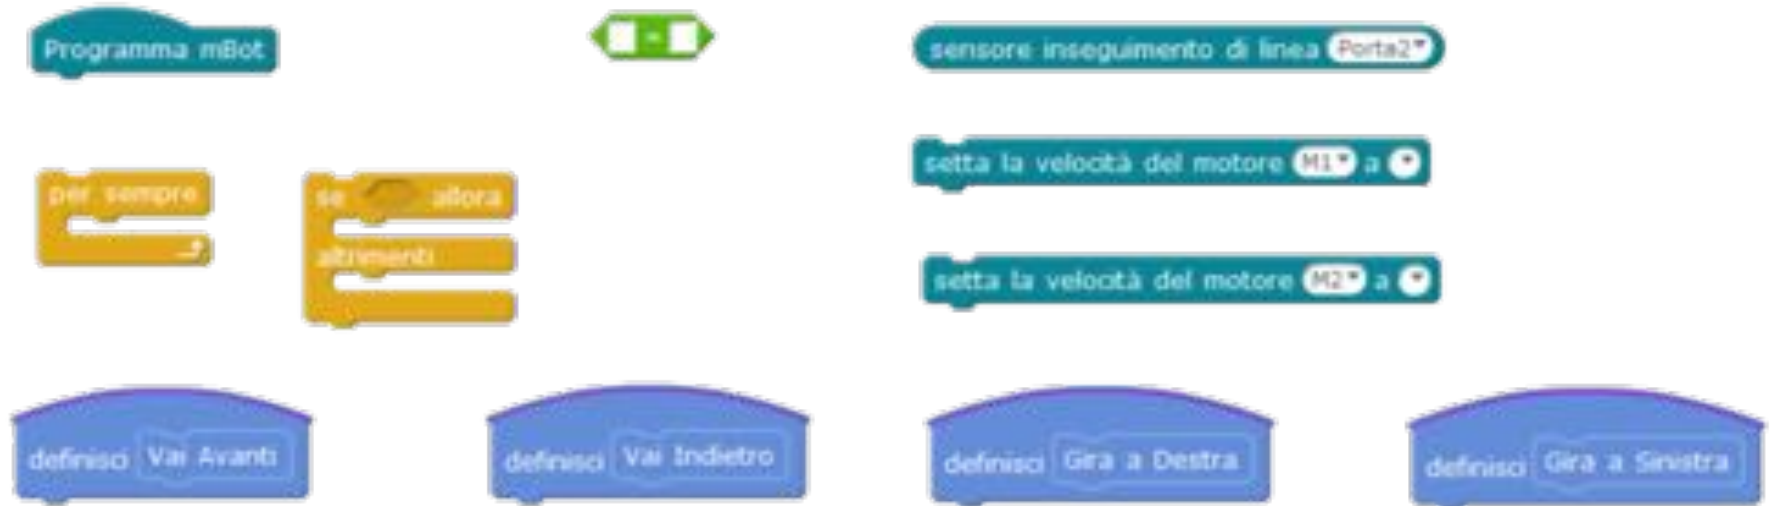 Programma mBot
=
sensore inseguimento di linea Porta2
setta la velocità del motore M1 a
per sempre
se allora
altrimenti
setta la velocità del motore M2 a
definisci Vai Avanti
definisci Vai Indietro
definisci Gira a Destra
definisci Gira a Sinistra